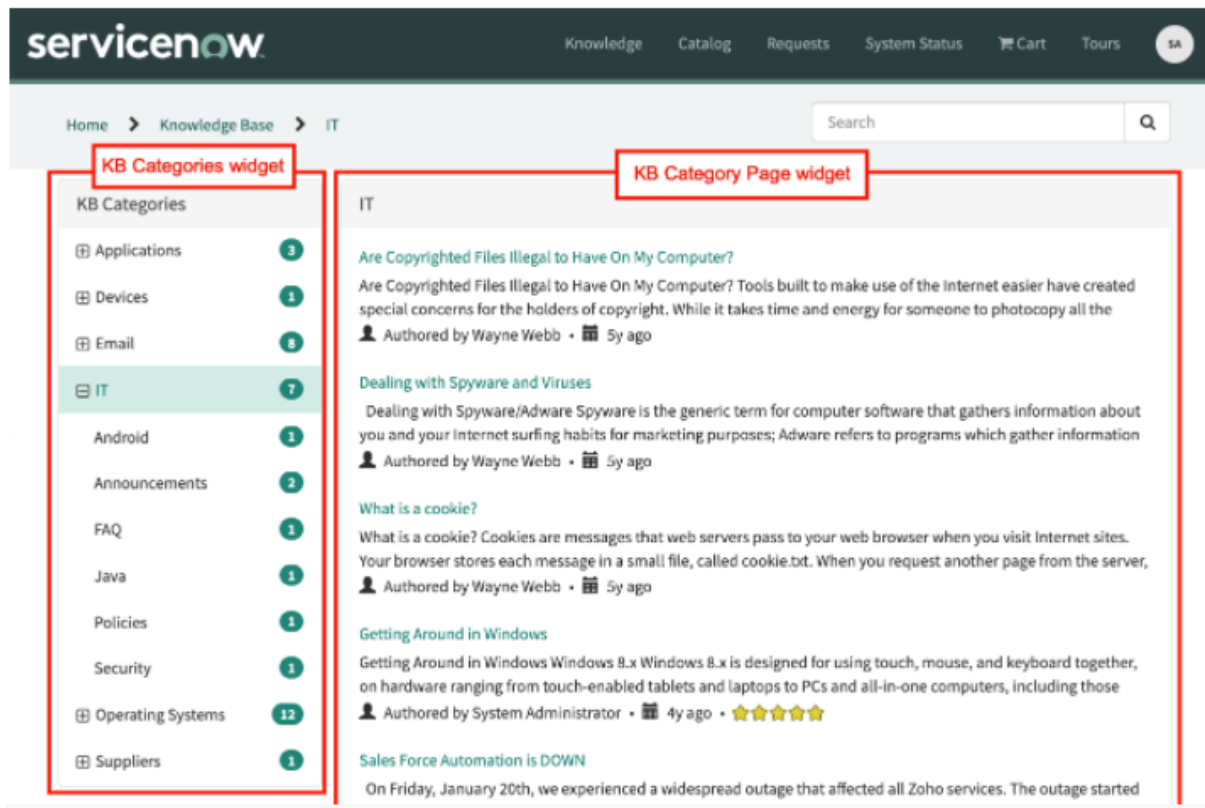 servicenow
Knowledge Catalog Requests System Status Cart Tours SA
Home Knowledge Base IT Search
KB Categories widget
KB Category Page widget
KB Categories
Applications 3
Devices 1
Email 8
IT 7
Android 1
Announcements 2
FAQ 1
Java 1
Policies 1
Security 1
Operating Systems 12
Suppliers 1
IT
Are Copyrighted Files Illegal to Have On My Computer?
Are Copyrighted Files Illegal to Have On My Computer? Tools built to make use of the Internet easier have created
special concerns for the holders of copyright. While it takes time and energy for someone to photocopy all the
Authored by Wayne Webb • 5y ago
Dealing with Spyware and Viruses
Dealing with Spyware/Adware Spyware is the generic term for computer software that gathers information about
you and your Internet surfing habits for marketing purposes; Adware refers to programs which gather information
Authored by Wayne Webb • 5y ago
What is a cookie?
What is a cookie? Cookies are messages that web servers pass to your web browser when you visit Internet sites.
Your browser stores each message in a small file, called cookie.txt. When you request another page from the server,
Authored by Wayne Webb • 5y ago
Getting Around in Windows
Getting Around in Windows Windows 8.x Windows 8.x is designed for using touch, mouse, and keyboard together,
on hardware ranging from touch-enabled tablets and laptops to PCs and all-in-one computers, including those
Authored by System Administrator • 4y ago •
Sales Force Automation is DOWN
On Friday, January 20th, we experienced a widespread outage that affected all Zoho services. The outage started